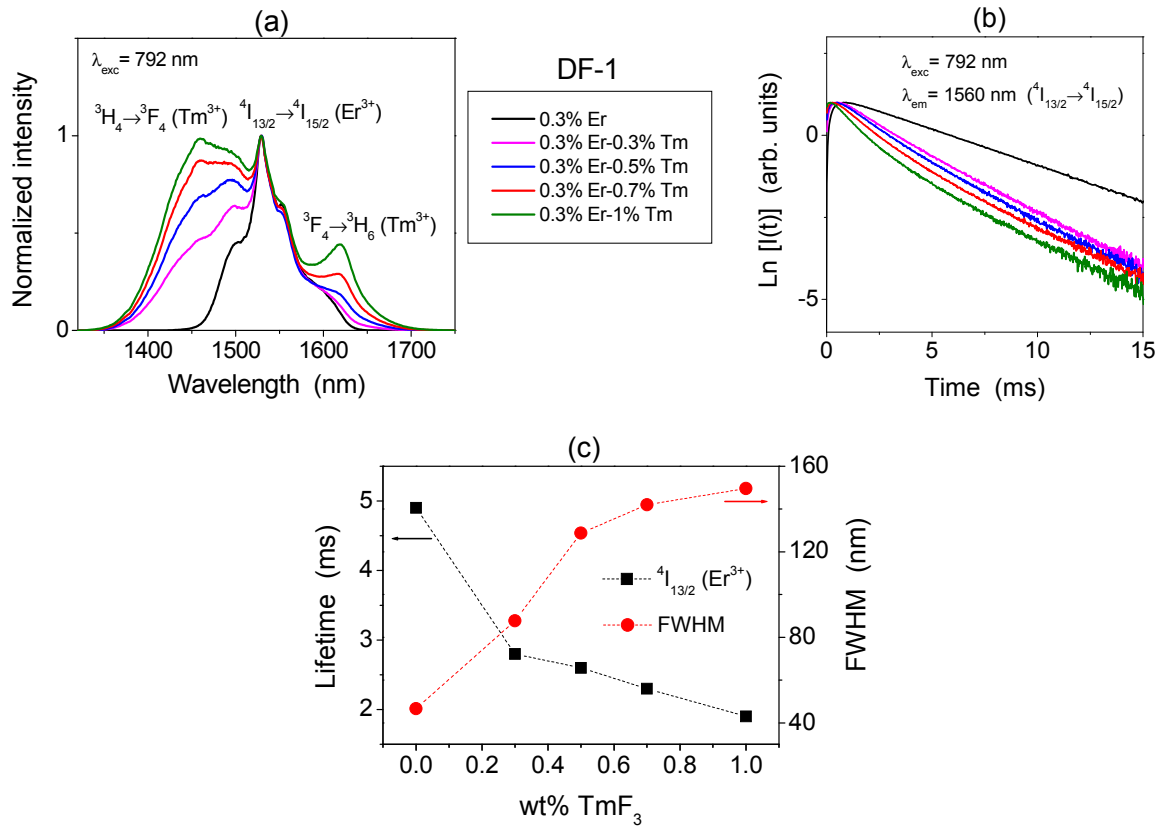 (a)
λexc= 792 nm
³H₄→³F₄ (Tm³⁺) ⁴I₁₃/₂→⁴I₁₅/₂ (Er³⁺)
³F₄→³H₆ (Tm³⁺)
Normalized intensity
1
0
1400 1500 1600 1700
Wavelength (nm)
DF-1
0.3% Er
0.3% Er-0.3% Tm
0.3% Er-0.5% Tm
0.3% Er-0.7% Tm
0.3% Er-1% Tm
(b)
λexc= 792 nm
λem= 1560 nm (⁴I₁₃/₂→⁴I₁₅/₂)
Ln [I(t)] (arb. units)
0
-5
0 5 10 15
Time (ms)
(c)
Lifetime (ms)
5
4
3
2
⁴I₁₃/₂ (Er³⁺)
FWHM
160
120
80
40
FWHM (nm)
0.0 0.2 0.4 0.6 0.8 1.0
wt% TmF₃